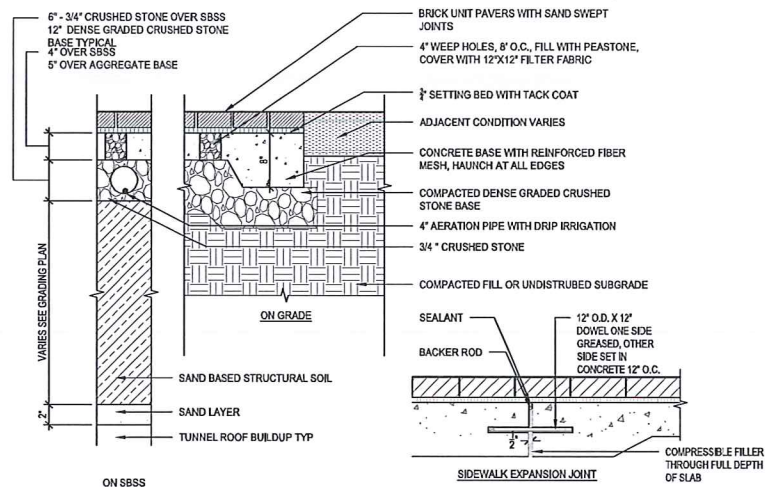 6" - 3/4" CRUSHED STONE OVER SBSS
12" DENSE GRADED CRUSHED STONE
BASE TYPICAL
4" OVER SBSS
5" OVER AGGREGATE BASE
BRICK UNIT PAVERS WITH SAND SWEPT
JOINTS
4" WEEP HOLES, 8' O.C., FILL WITH PEASTONE,
COVER WITH 12"X12" FILTER FABRIC
¾" SETTING BED WITH TACK COAT
ADJACENT CONDITION VARIES
CONCRETE BASE WITH REINFORCED FIBER
MESH, HAUNCH AT ALL EDGES
8"
COMPACTED DENSE GRADED CRUSHED
STONE BASE
4" AERATION PIPE WITH DRIP IRRIGATION
3/4 " CRUSHED STONE
COMPACTED FILL OR UNDISTRUBED SUBGRADE
ON GRADE
VARIES SEE GRADING PLAN
2"
SAND BASED STRUCTURAL SOIL
SAND LAYER
TUNNEL ROOF BUILDUP TYP
ON SBSS
SEALANT
BACKER ROD
12" O.D. X 12"
DOWEL ONE SIDE
GREASED, OTHER
SIDE SET IN
CONCRETE 12" O.C.
½"
COMPRESSIBLE FILLER
THROUGH FULL DEPTH
OF SLAB
SIDEWALK EXPANSION JOINT